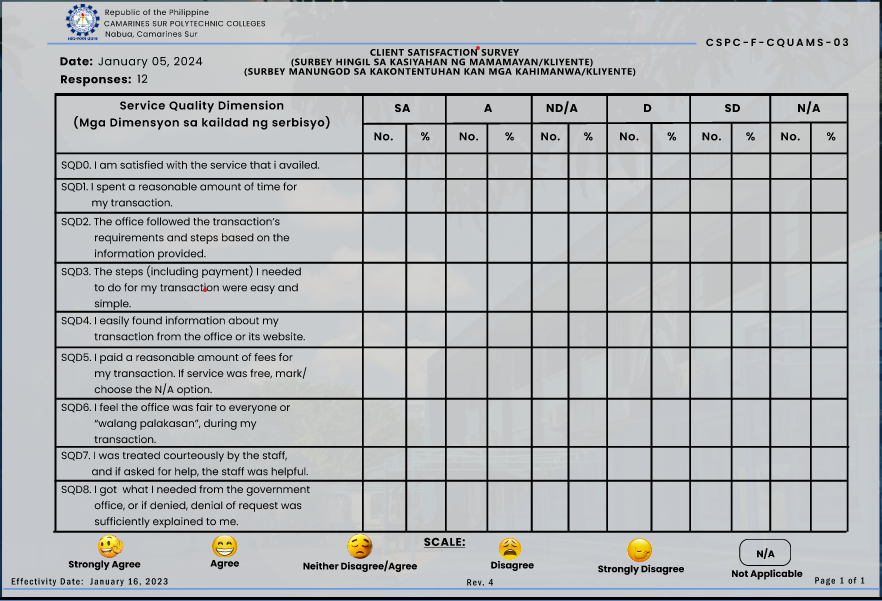 Republic of the Philippine
CAMARINES SUR POLYTECHNIC COLLEGES
Nabua, Camarines Sur
CSPC-F-CQUAMS-03
CLIENT SATISFACTION SURVEY
(SURBEY HINGIL SA KASIYAHAN NG MAMAMAYAN/KLIYENTE)
(SURBEY MANUNGOD SA KAKONTENTUHAN KAN MGA KAHIMANWA/KLIYENTE)
Date: January 05, 2024
Responses: 12
Service Quality Dimension
(Mga Dimensyon sa kaildad ng serbisyo)
SA A ND/A D SD N/A
No. % No. % No. % No. % No. % No. %
SQD0. I am satisfied with the service that i availed.
SQD1. I spent a reasonable amount of time for
my transaction.
SQD2. The office followed the transaction's
requirements and steps based on the
information provided.
SQD3. The steps (including payment) I needed
to do for my transaction were easy and
simple.
SQD4. I easily found information about my
transaction from the office or its website.
SQD5. I paid a reasonable amount of fees for
my transaction. If service was free, mark/
choose the N/A option.
SQD6. I feel the office was fair to everyone or
"walang palakasan", during my
transaction.
SQD7. I was treated courteously by the staff,
and if asked for help, the staff was helpful.
SQD8. I got what I needed from the government
office, or if denied, denial of request was
sufficiently explained to me.
SCALE:
N/A
Strongly Agree Agree Neither Disagree/Agree Disagree Strongly Disagree Not Applicable
Effectivity Date: January 16, 2023 Rev. 4 Page 1 of 1